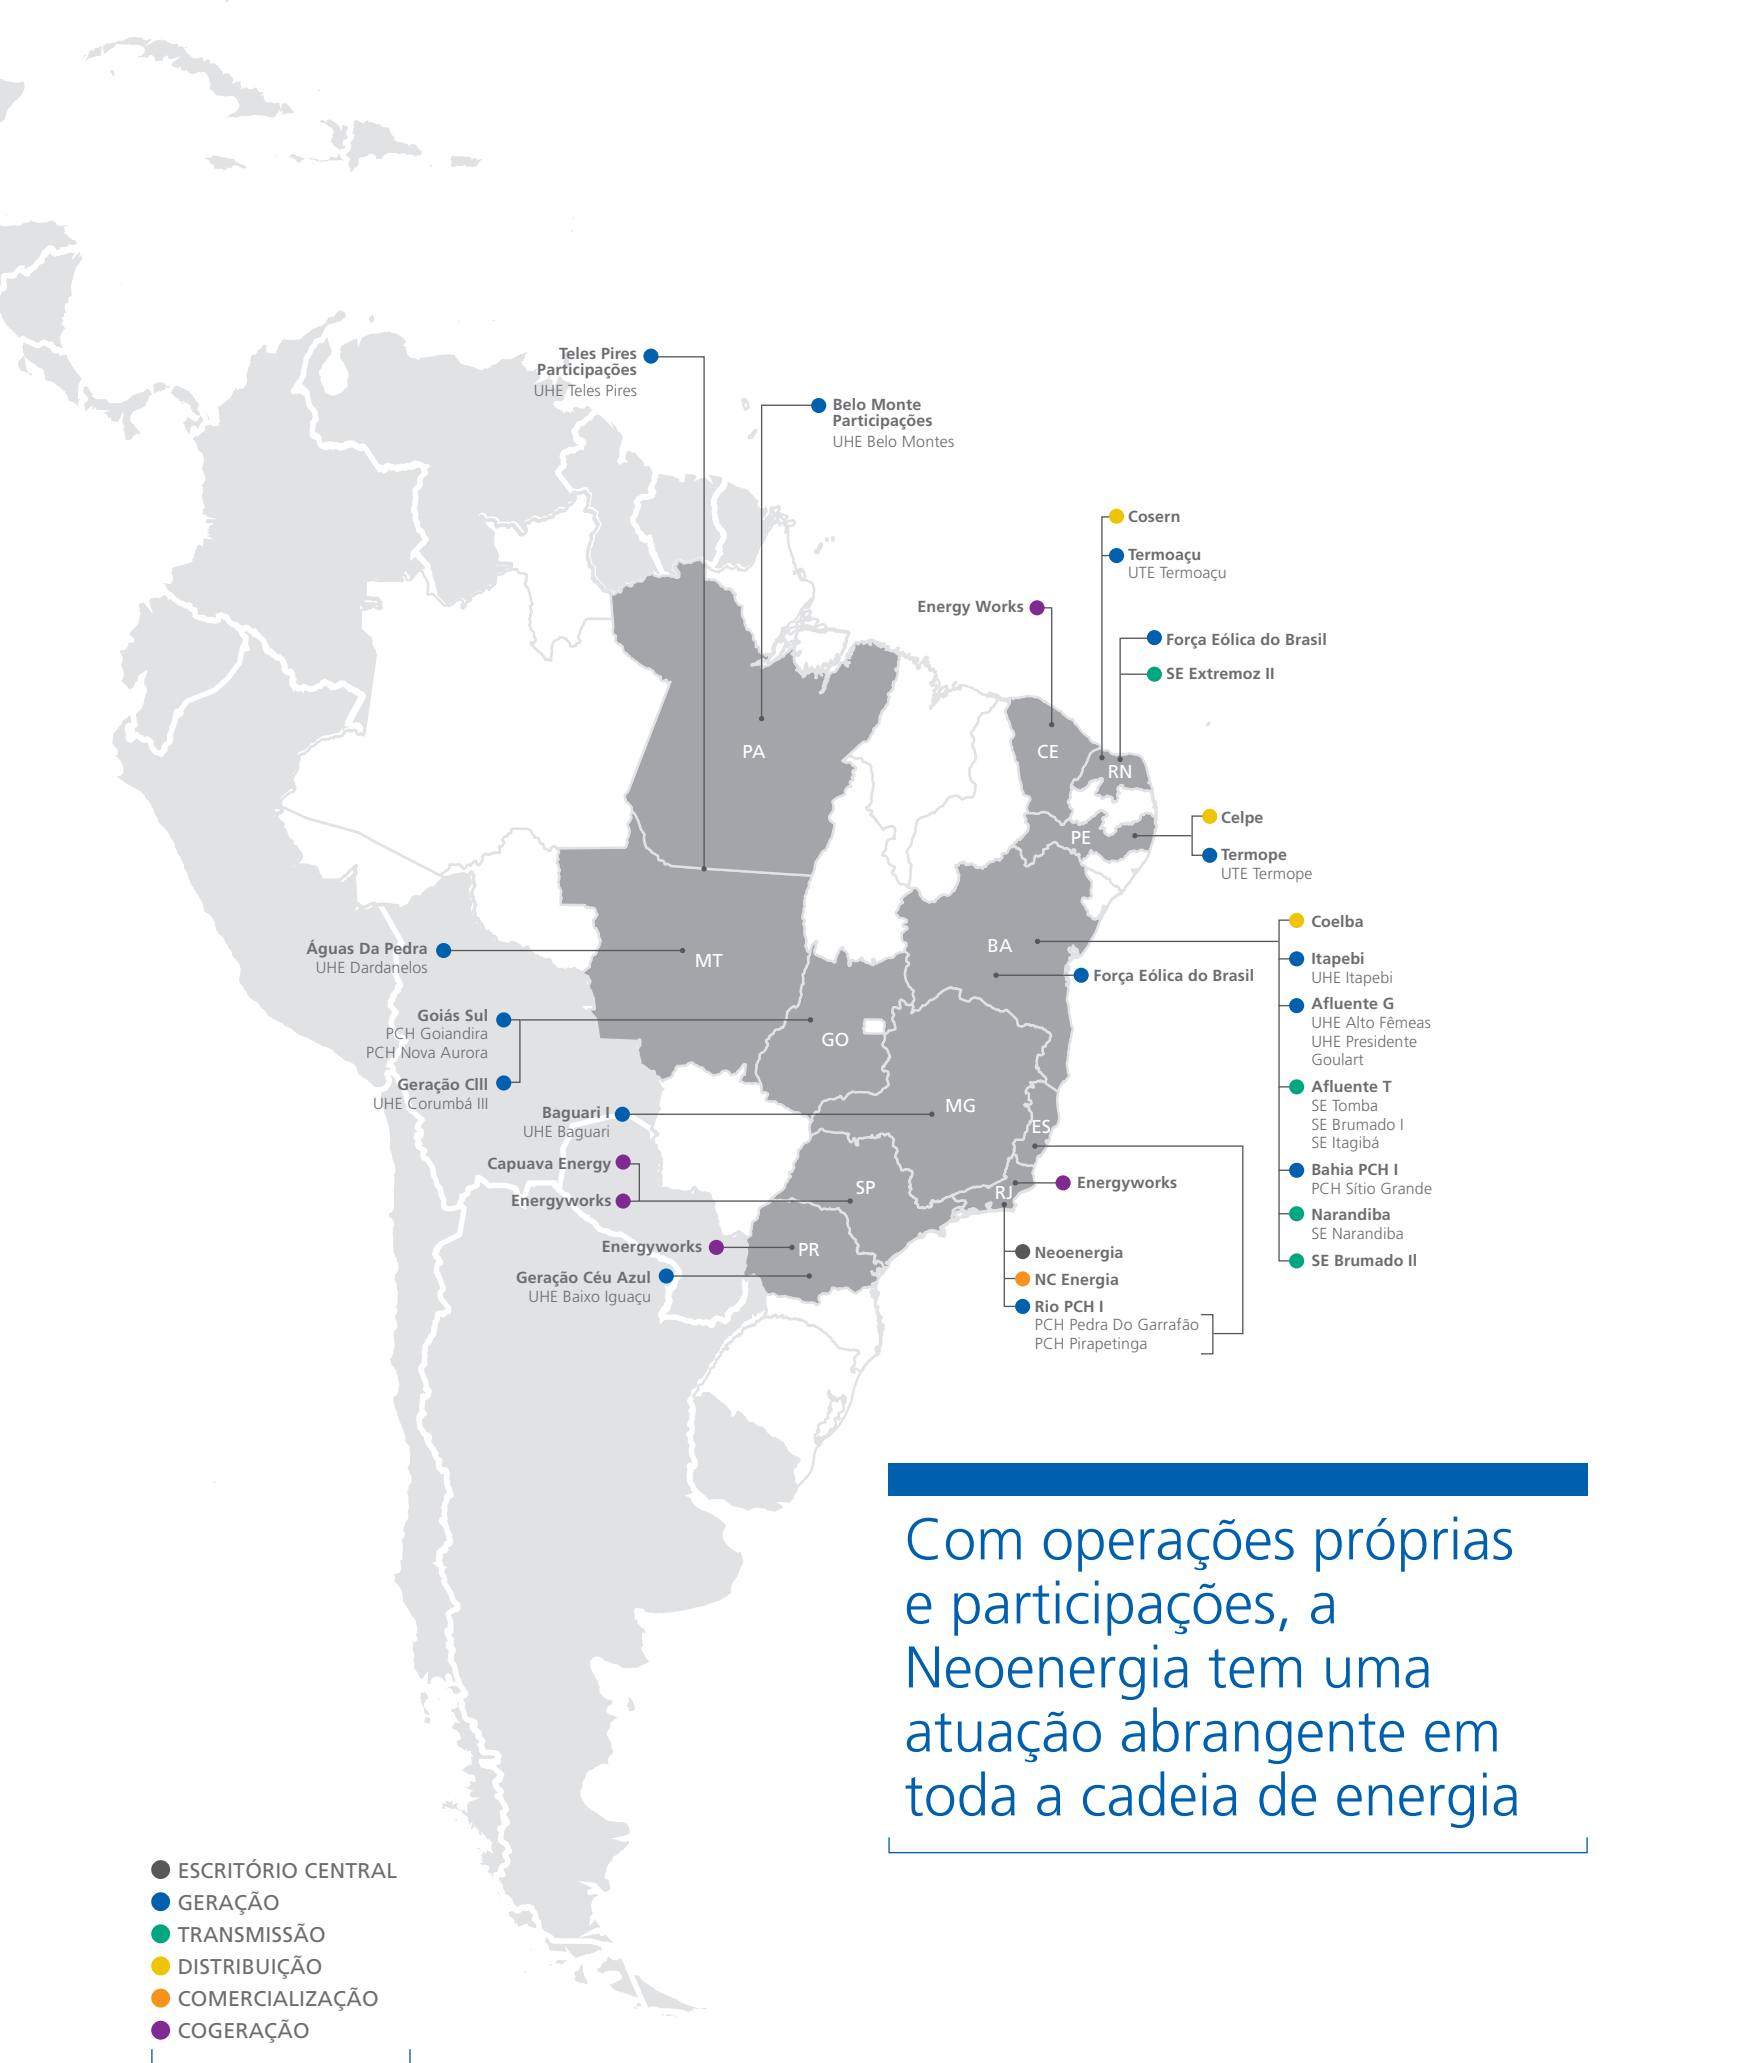 Teles Pires
Participações
UHE Teles Pires
Belo Monte
Participações
UHE Belo Montes
Cosern
Termoaçu
UTE Termoaçu
Energy Works
Força Eólica do Brasil
SE Extremoz II
PA
CE
RN
PE
Celpe
Termope
UTE Termope
Águas Da Pedra
UHE Dardanelos
MT
BA
Força Eólica do Brasil
Coelba
Itapebi
UHE Itapebi
Afluente G
UHE Alto Fêmeas
UHE Presidente
Goulart
Afluente T
SE Tomba
SE Brumado I
SE Itagibá
Bahia PCH I
PCH Sítio Grande
Narandiba
SE Narandiba
SE Brumado Il
Goiás Sul
PCH Goiandira
PCH Nova Aurora
Geração Clll
UHE Corumbá III
GO
Baguari I
UHE Baguari
MG
ES
Capuava Energy
Energyworks
SP
RJ
Energyworks
Energyworks
PR
Geração Céu Azul
UHE Baixo Iguaçu
Neoenergia
NC Energia
Rio PCH I
PCH Pedra Do Garrafão
PCH Pirapetinga
Com operações próprias
e participações, a
Neoenergia tem uma
atuação abrangente em
toda a cadeia de energia
ESCRITÓRIO CENTRAL
GERAÇÃO
TRANSMISSÃO
DISTRIBUIÇÃO
COMERCIALIZAÇÃO
COGERAÇÃO